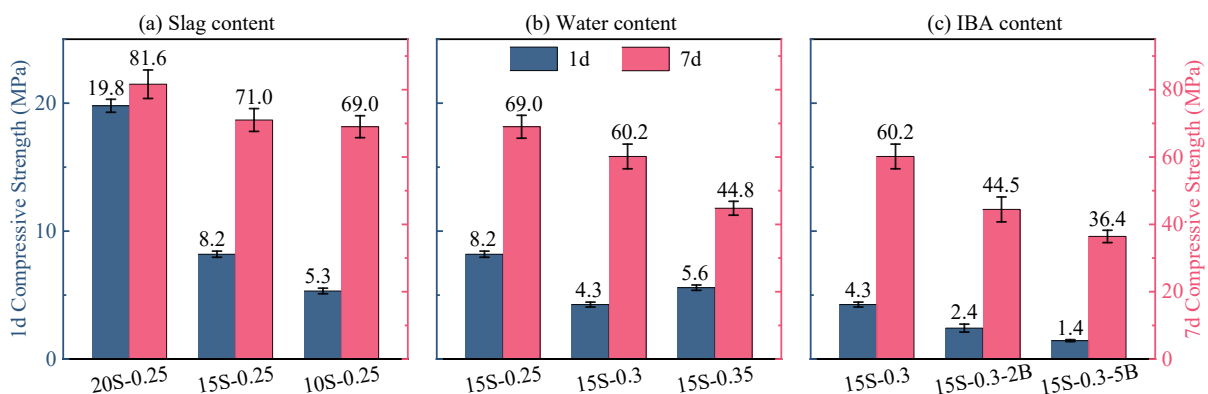 (a) Slag content
(b) Water content
(c) IBA content
1d Compressive Strength (MPa)
0
10
20
19.8
81.6
8.2
71.0
5.3
69.0
20S-0.25
15S-0.25
10S-0.25
1d
7d
8.2
69.0
4.3
60.2
5.6
44.8
15S-0.25
15S-0.3
15S-0.35
4.3
60.2
2.4
44.5
1.4
36.4
15S-0.3
15S-0.3-2B
15S-0.3-5B
80
60
40
20
0
7d Compressive Strength (MPa)